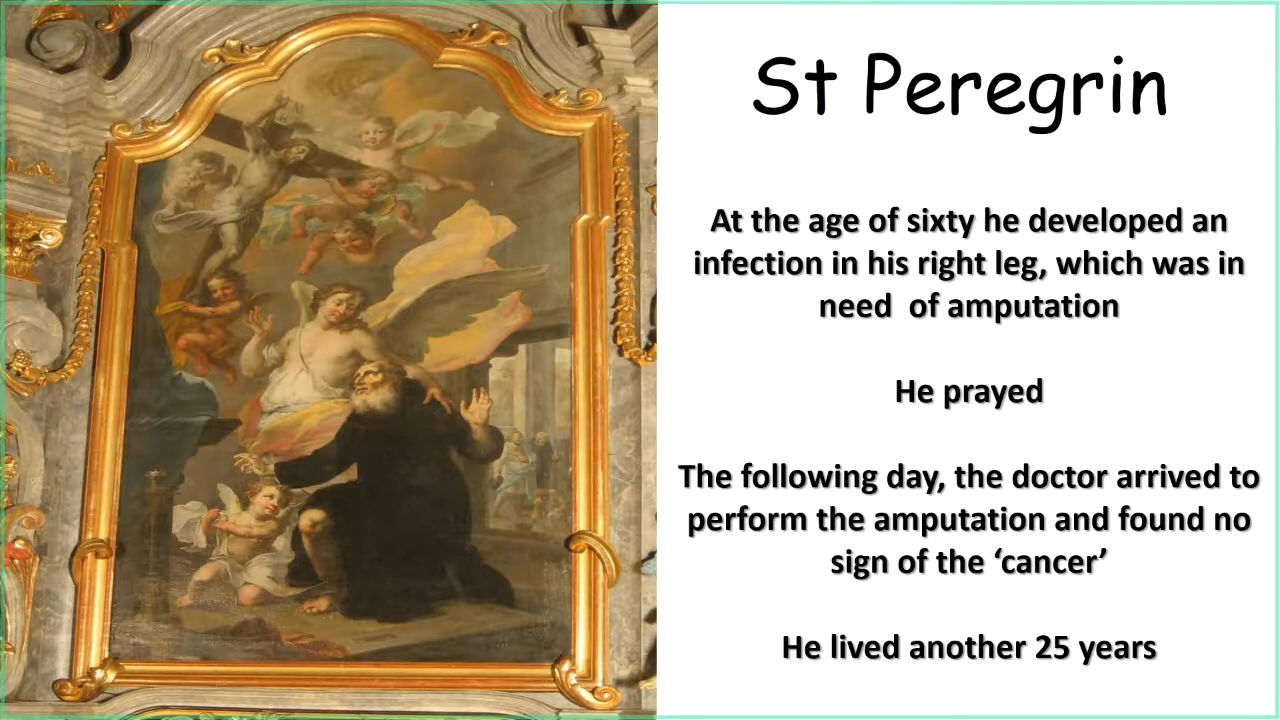 St Peregrin
At the age of sixty he developed an
infection in his right leg, which was in
need  of amputation
He prayed
The following day, the doctor arrived to
perform the amputation and found no
sign of the ‘cancer’
He lived another 25 years